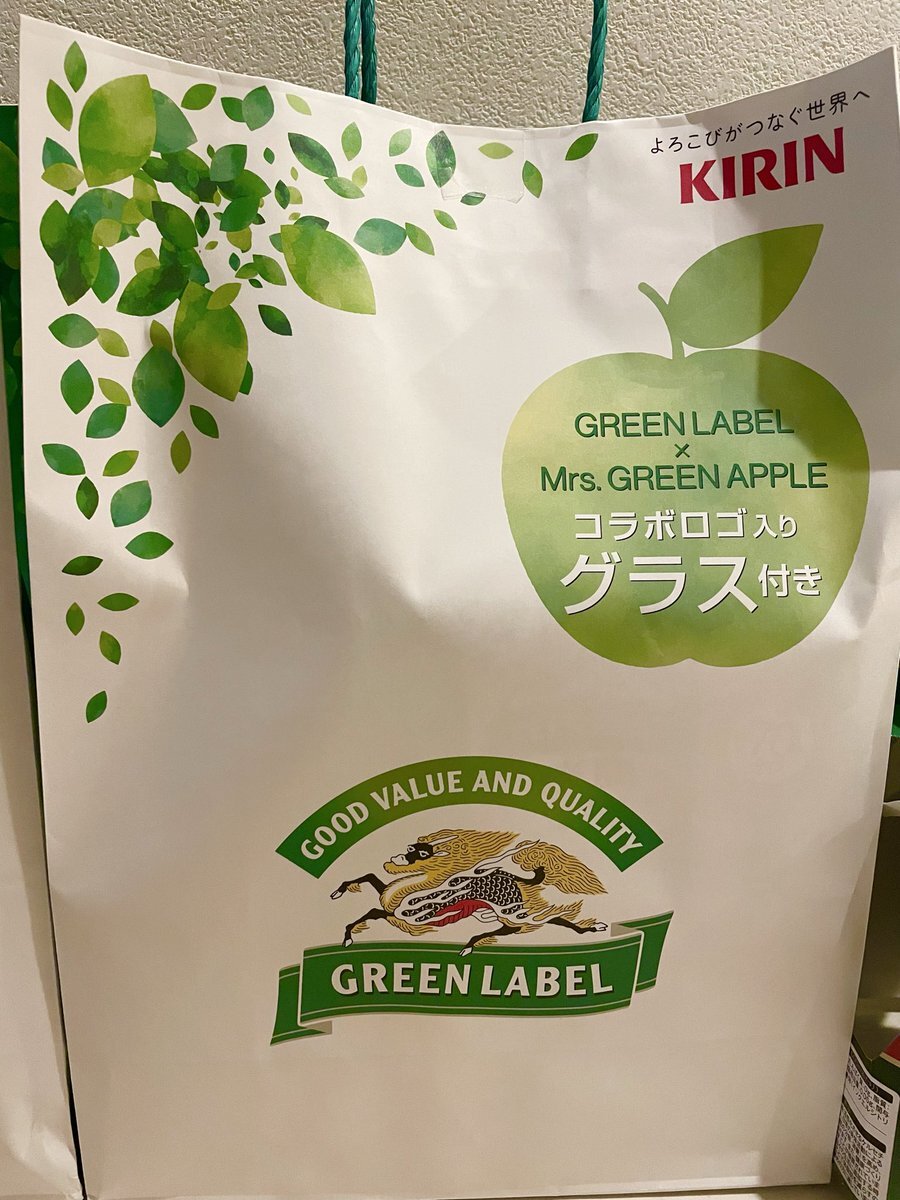 よろこびがつなぐ世界へ
KIRIN
GREEN LABEL
×
Mrs. GREEN APPLE
コラボロゴ入り
グラス付き
GOOD VALUE AND QUALITY
GREEN LABEL